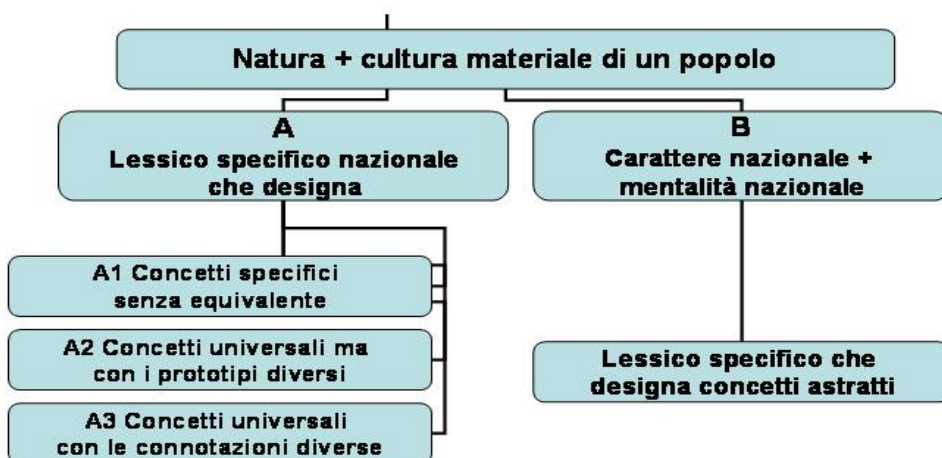 Natura + cultura materiale di un popolo
A
Lessico specifico nazionale
che designa
B
Carattere nazionale +
mentalità nazionale
A1 Concetti specifici
senza equivalente
A2 Concetti universali ma
con i prototipi diversi
A3 Concetti universali
con le connotazioni diverse
Lessico specifico che
designa concetti astratti